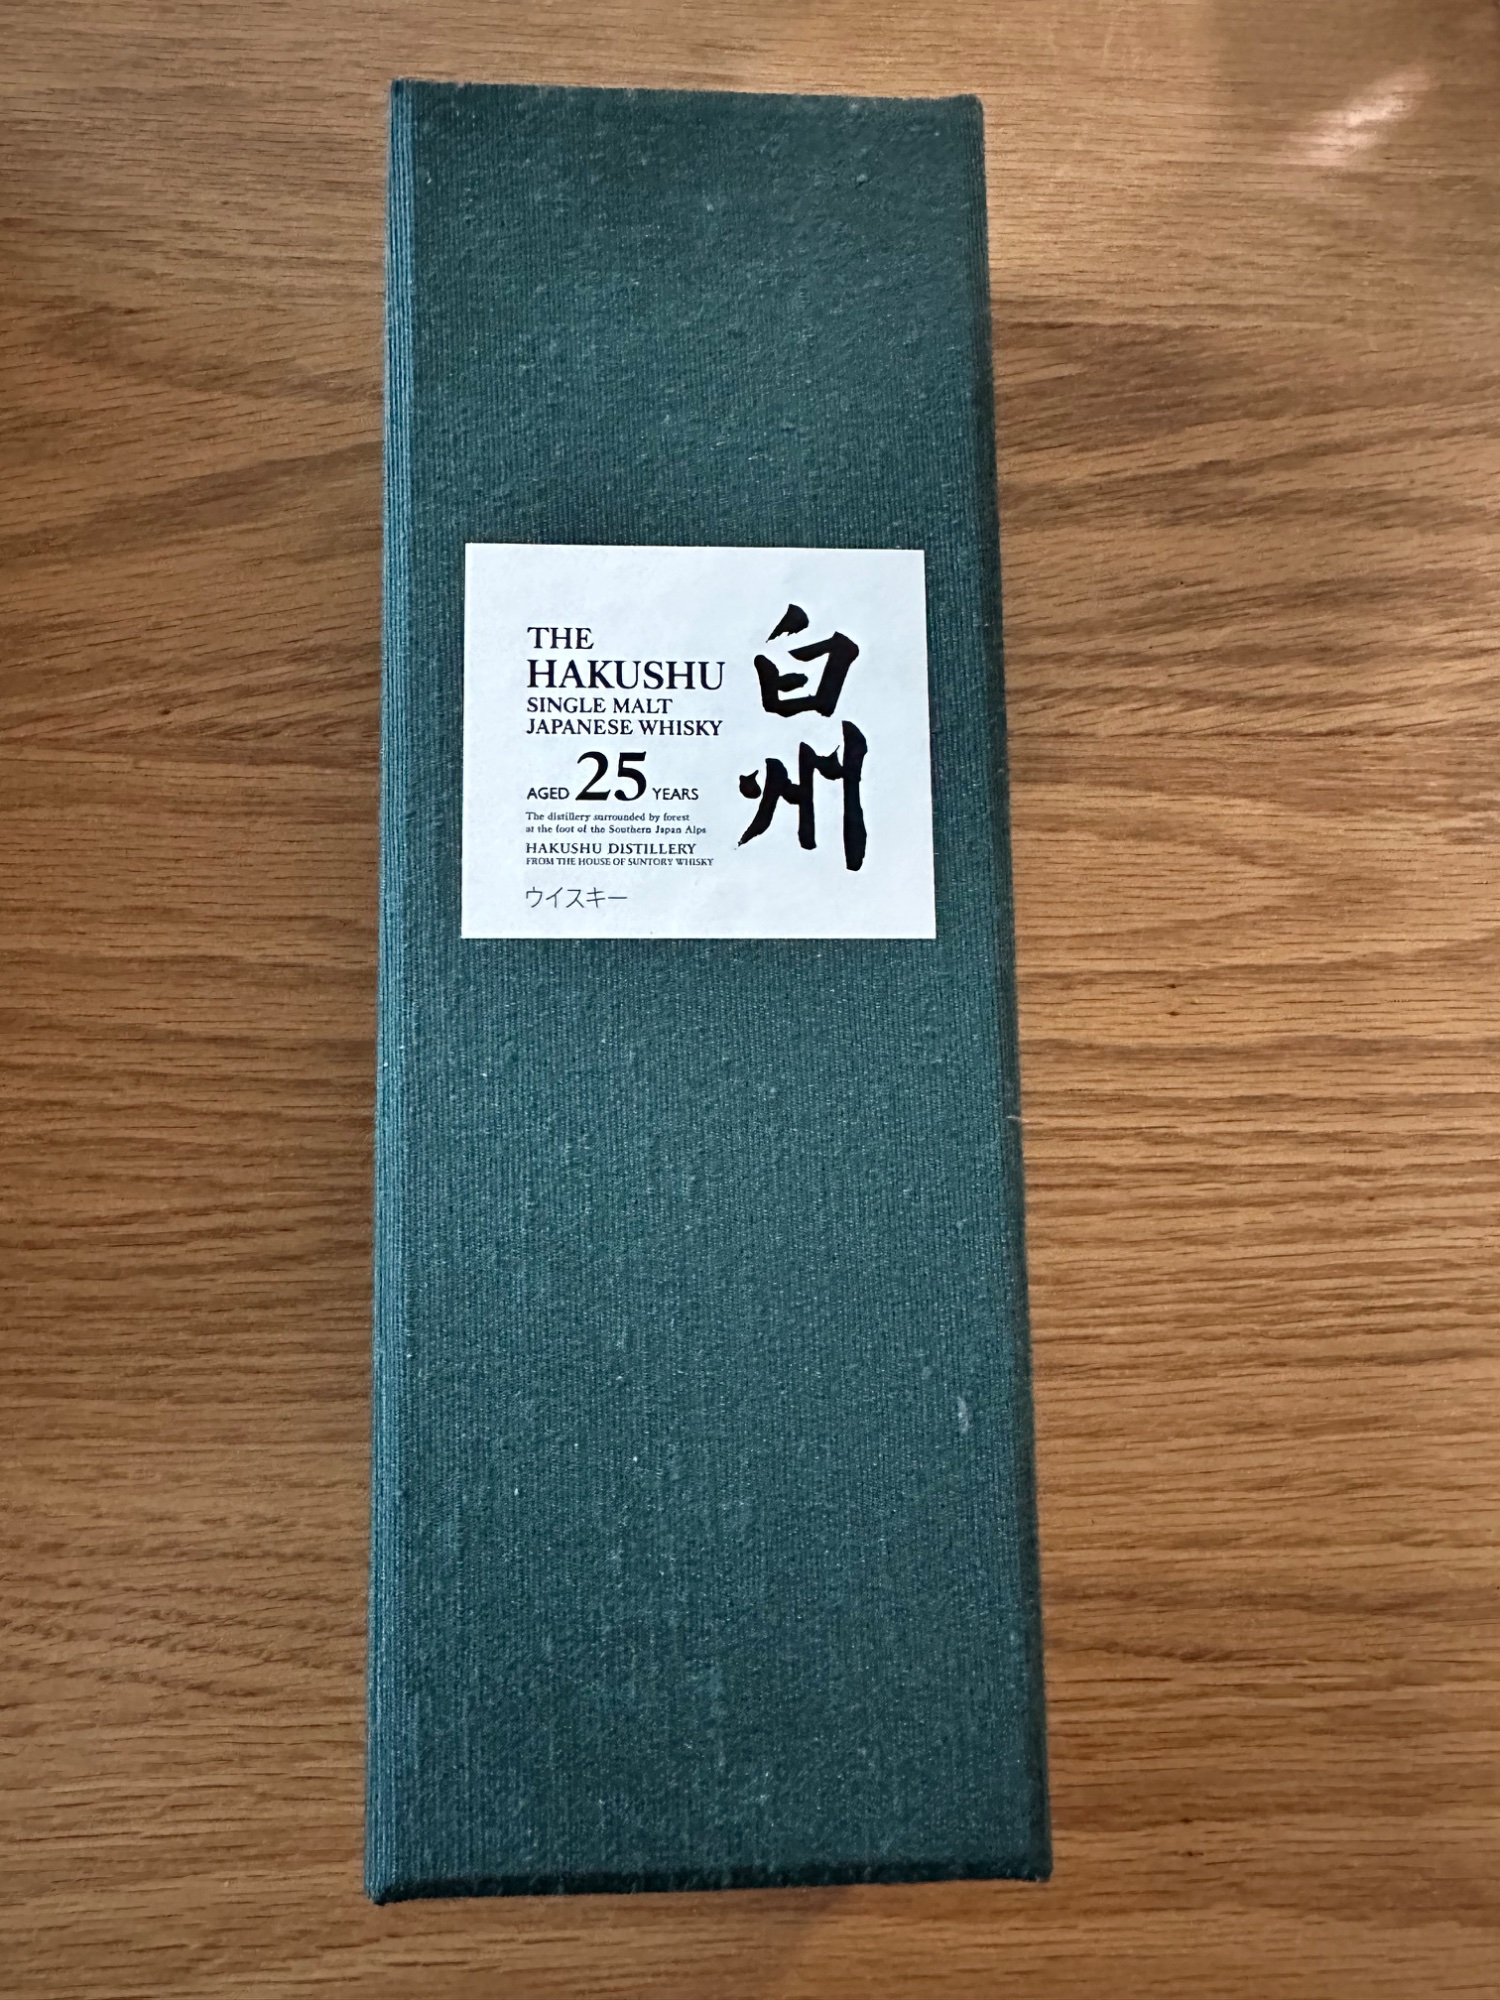 THE
HAKUSHU
SINGLE MALT
JAPANESE WHISKY
AGED 25 YEARS
The distillery surrounded by forest
at the foot of the Southern Japan Alps
HAKUSHU DISTILLERY
FROM THE HOUSE OF SUNTORY WHISKY
ウイスキー
白州